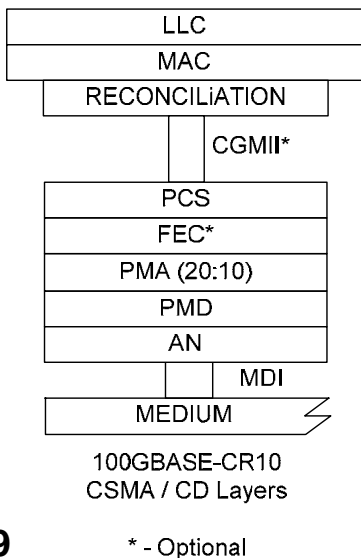 LLC
MAC
RECONCILiATION
CGMII*
PCS
FEC*
PMA (20:10)
PMD
AN
MDI
MEDIUM
100GBASE-CR10
CSMA / CD Layers
9
* - Optional